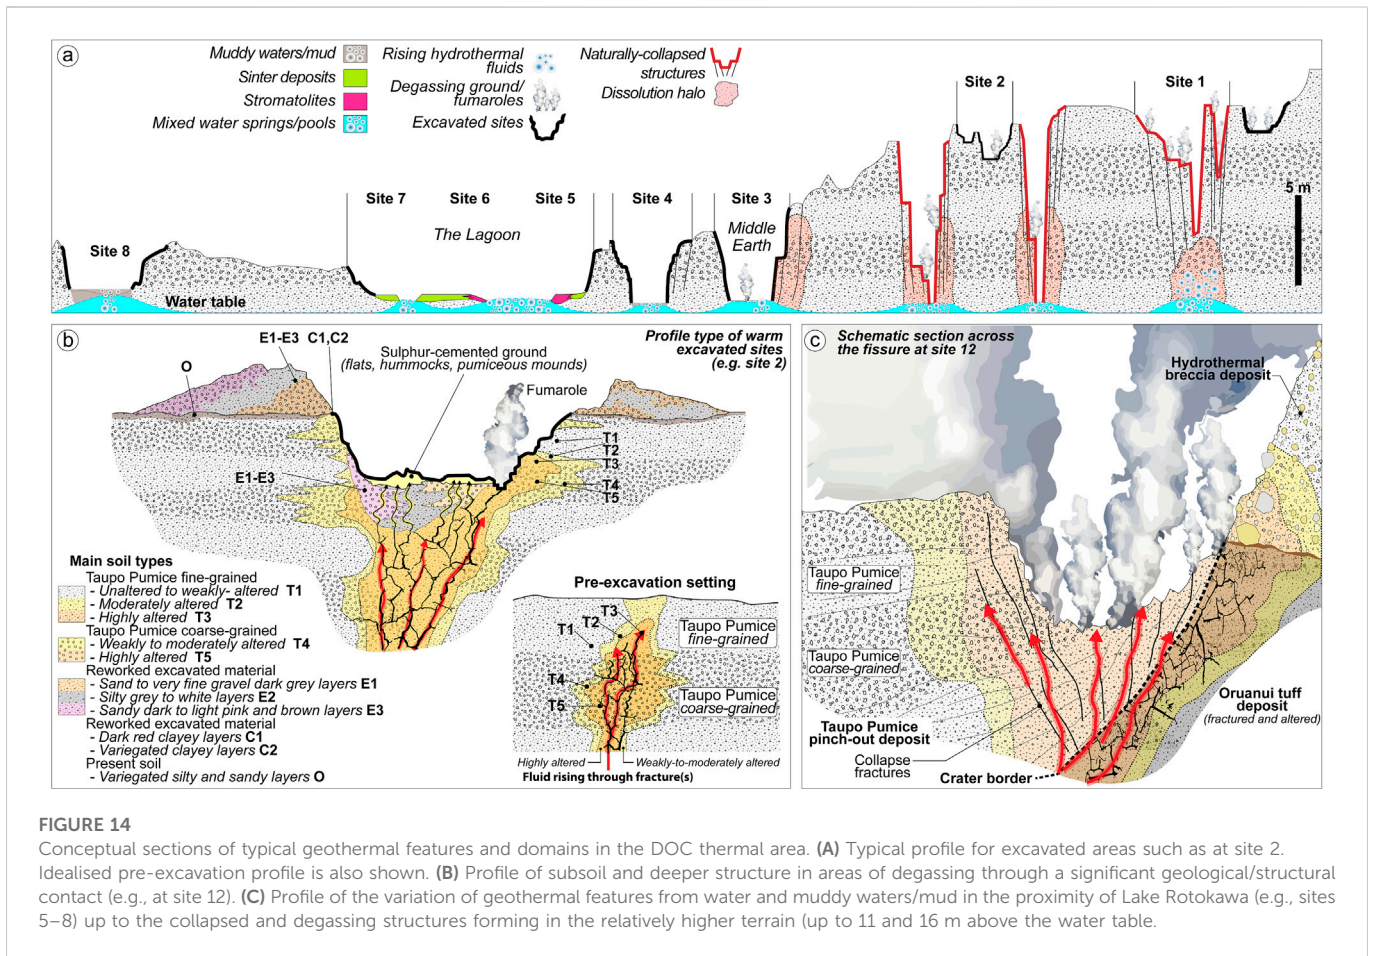 a
Muddy waters/mud
Sinter deposits
Stromatolites
Mixed water springs/pools
Rising hydrothermal
fluids
Degassing ground/
fumaroles
Excavated sites
Naturally-collapsed
structures
Dissolution halo
Site 2
Site 1
5 m
Site 7
Site 6
Site 5
Site 4
Site 3
The Lagoon
Middle
Earth
Site 8
Water table
b
E1-E3
C1,C2
O
Sulphur-cemented ground
(flats, hummocks, pumiceous mounds)
Profile type of warm
excavated sites
(e.g. site 2)
Fumarole
T1
T2
T3
T4
T5
E1-E3
Main soil types
Taupo Pumice fine-grained
- Unaltered to weakly- altered T1
- Moderately altered T2
- Highly altered T3
Taupo Pumice coarse-grained
- Weakly to moderately altered T4
- Highly altered T5
Reworked excavated material
- Sand to very fine gravel dark grey layers E1
- Silty grey to white layers E2
- Sandy dark to light pink and brown layers E3
Reworked excavated material
- Dark red clayey layers C1
- Variegated clayey layers C2
Present soil
- Variegated silty and sandy layers O
Pre-excavation setting
T3
T2
T1
T4
T5
Taupo Pumice
fine-grained
Taupo Pumice
coarse-grained
Highly altered
Weakly-to-moderately altered
Fluid rising through fracture(s)
c
Schematic section across
the fissure at site 12
Hydrothermal
breccia deposit
Taupo Pumice
fine-grained
Taupo Pumice
coarse-grained
Taupo Pumice
pinch-out deposit
Collapse
fractures
Crater border
Oruanui tuff
deposit
(fractured and altered)
FIGURE 14
Conceptual sections of typical geothermal features and domains in the DOC thermal area. (A) Typical profile for excavated areas such as at site 2.
Idealised pre-excavation profile is also shown. (B) Profile of subsoil and deeper structure in areas of degassing through a significant geological/structural
contact (e.g., at site 12). (C) Profile of the variation of geothermal features from water and muddy waters/mud in the proximity of Lake Rotokawa (e.g., sites
5–8) up to the collapsed and degassing structures forming in the relatively higher terrain (up to 11 and 16 m above the water table.